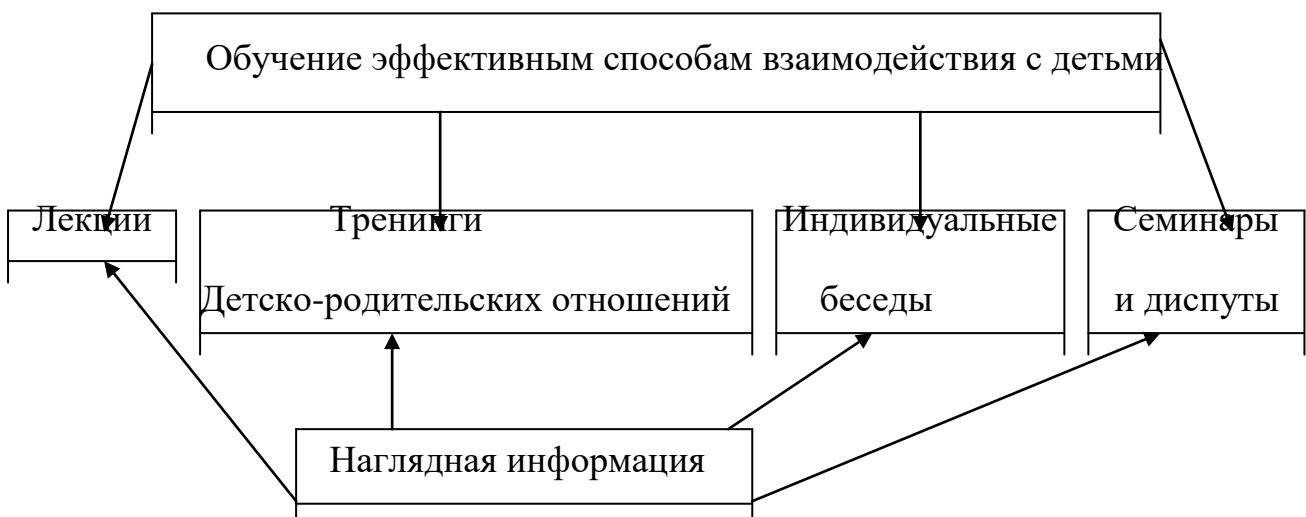 Обучение эффективным способам взаимодействия с детьми
Лекции
Тренинги
Детско-родительских отношений
Индивидуальные
беседы
Семинары
и диспуты
Наглядная информация